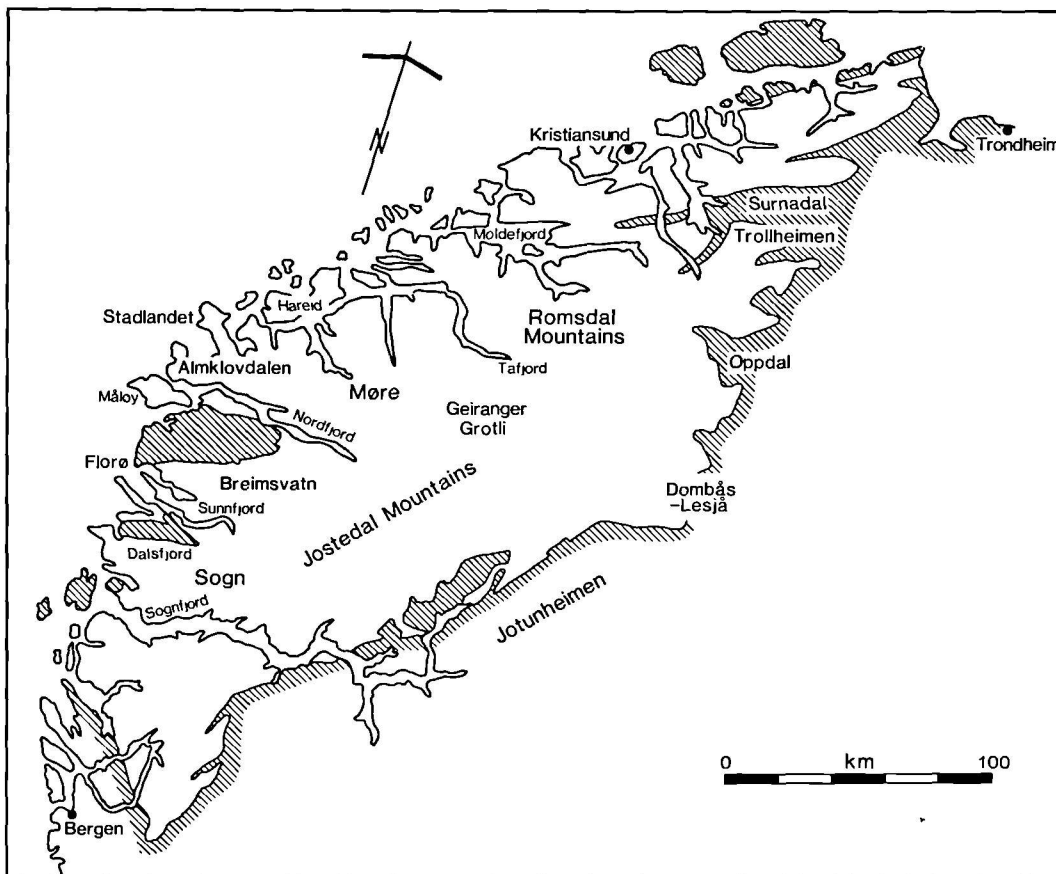 N
Kristiansund
Trondheim
Surnadal
Moldefjord
Trollheimen
Hareid
Stadlandet
Romsdal
Mountains
Oppdal
Almklovdalen
Tafjord
Måloy
Møre
Geiranger
Grotli
Nordfjord
Florø
Breimsvatn
Dombås
-Lesjå
Sunnfjord
Jostedal Mountains
Dalsfjord
Sogn
Sognfjord
Jotunheimen
0 km 100
Bergen